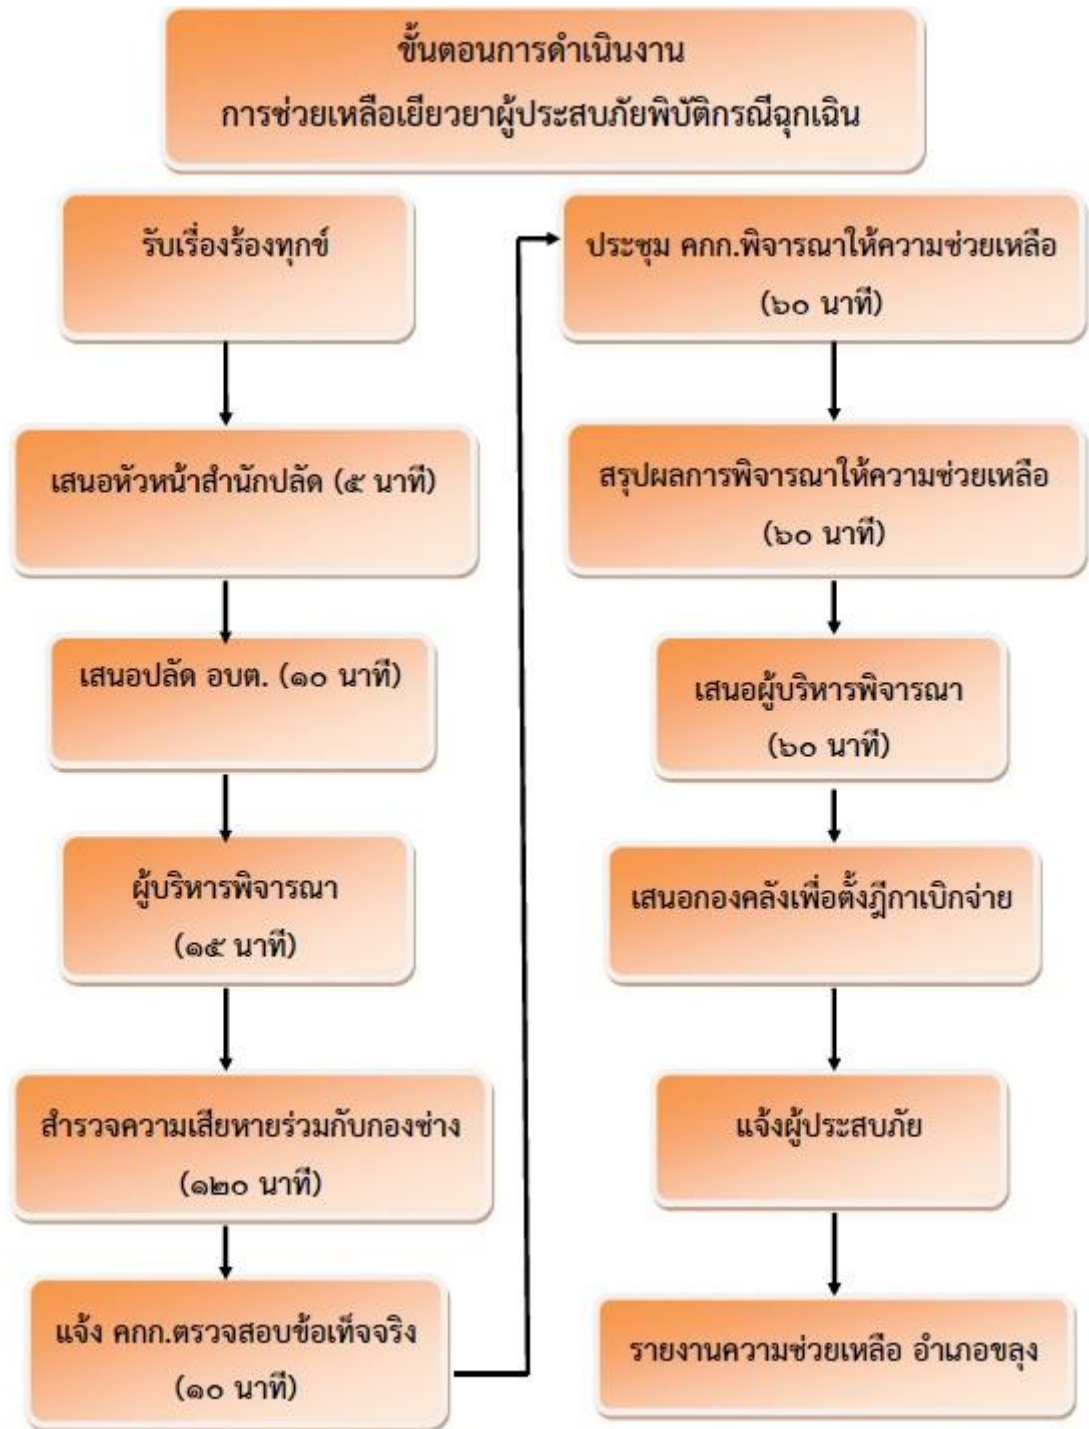 ขั้นตอนการดำเนินงาน
การช่วยเหลือเยียวยาผู้ประสบภัยพิบัติกรณีฉุกเฉิน
รับเรื่องร้องทุกข์
เสนอหัวหน้าสำนักปลัด (๕ นาที)
เสนอปลัด อบต. (๑๐ นาที)
ผู้บริหารพิจารณา
(๑๕ นาที)
สำรวจความเสียหายร่วมกับกองช่าง
(๑๒๐ นาที)
แจ้ง คกก.ตรวจสอบข้อเท็จจริง
(๑๐ นาที)
ประชุม คกก.พิจารณาให้ความช่วยเหลือ
(๖๐ นาที)
สรุปผลการพิจารณาให้ความช่วยเหลือ
(๖๐ นาที)
เสนอผู้บริหารพิจารณา
(๖๐ นาที)
เสนอกองคลังเพื่อตั้งฎีกาเบิกจ่าย
แจ้งผู้ประสบภัย
รายงานความช่วยเหลือ อำเภอขลุง